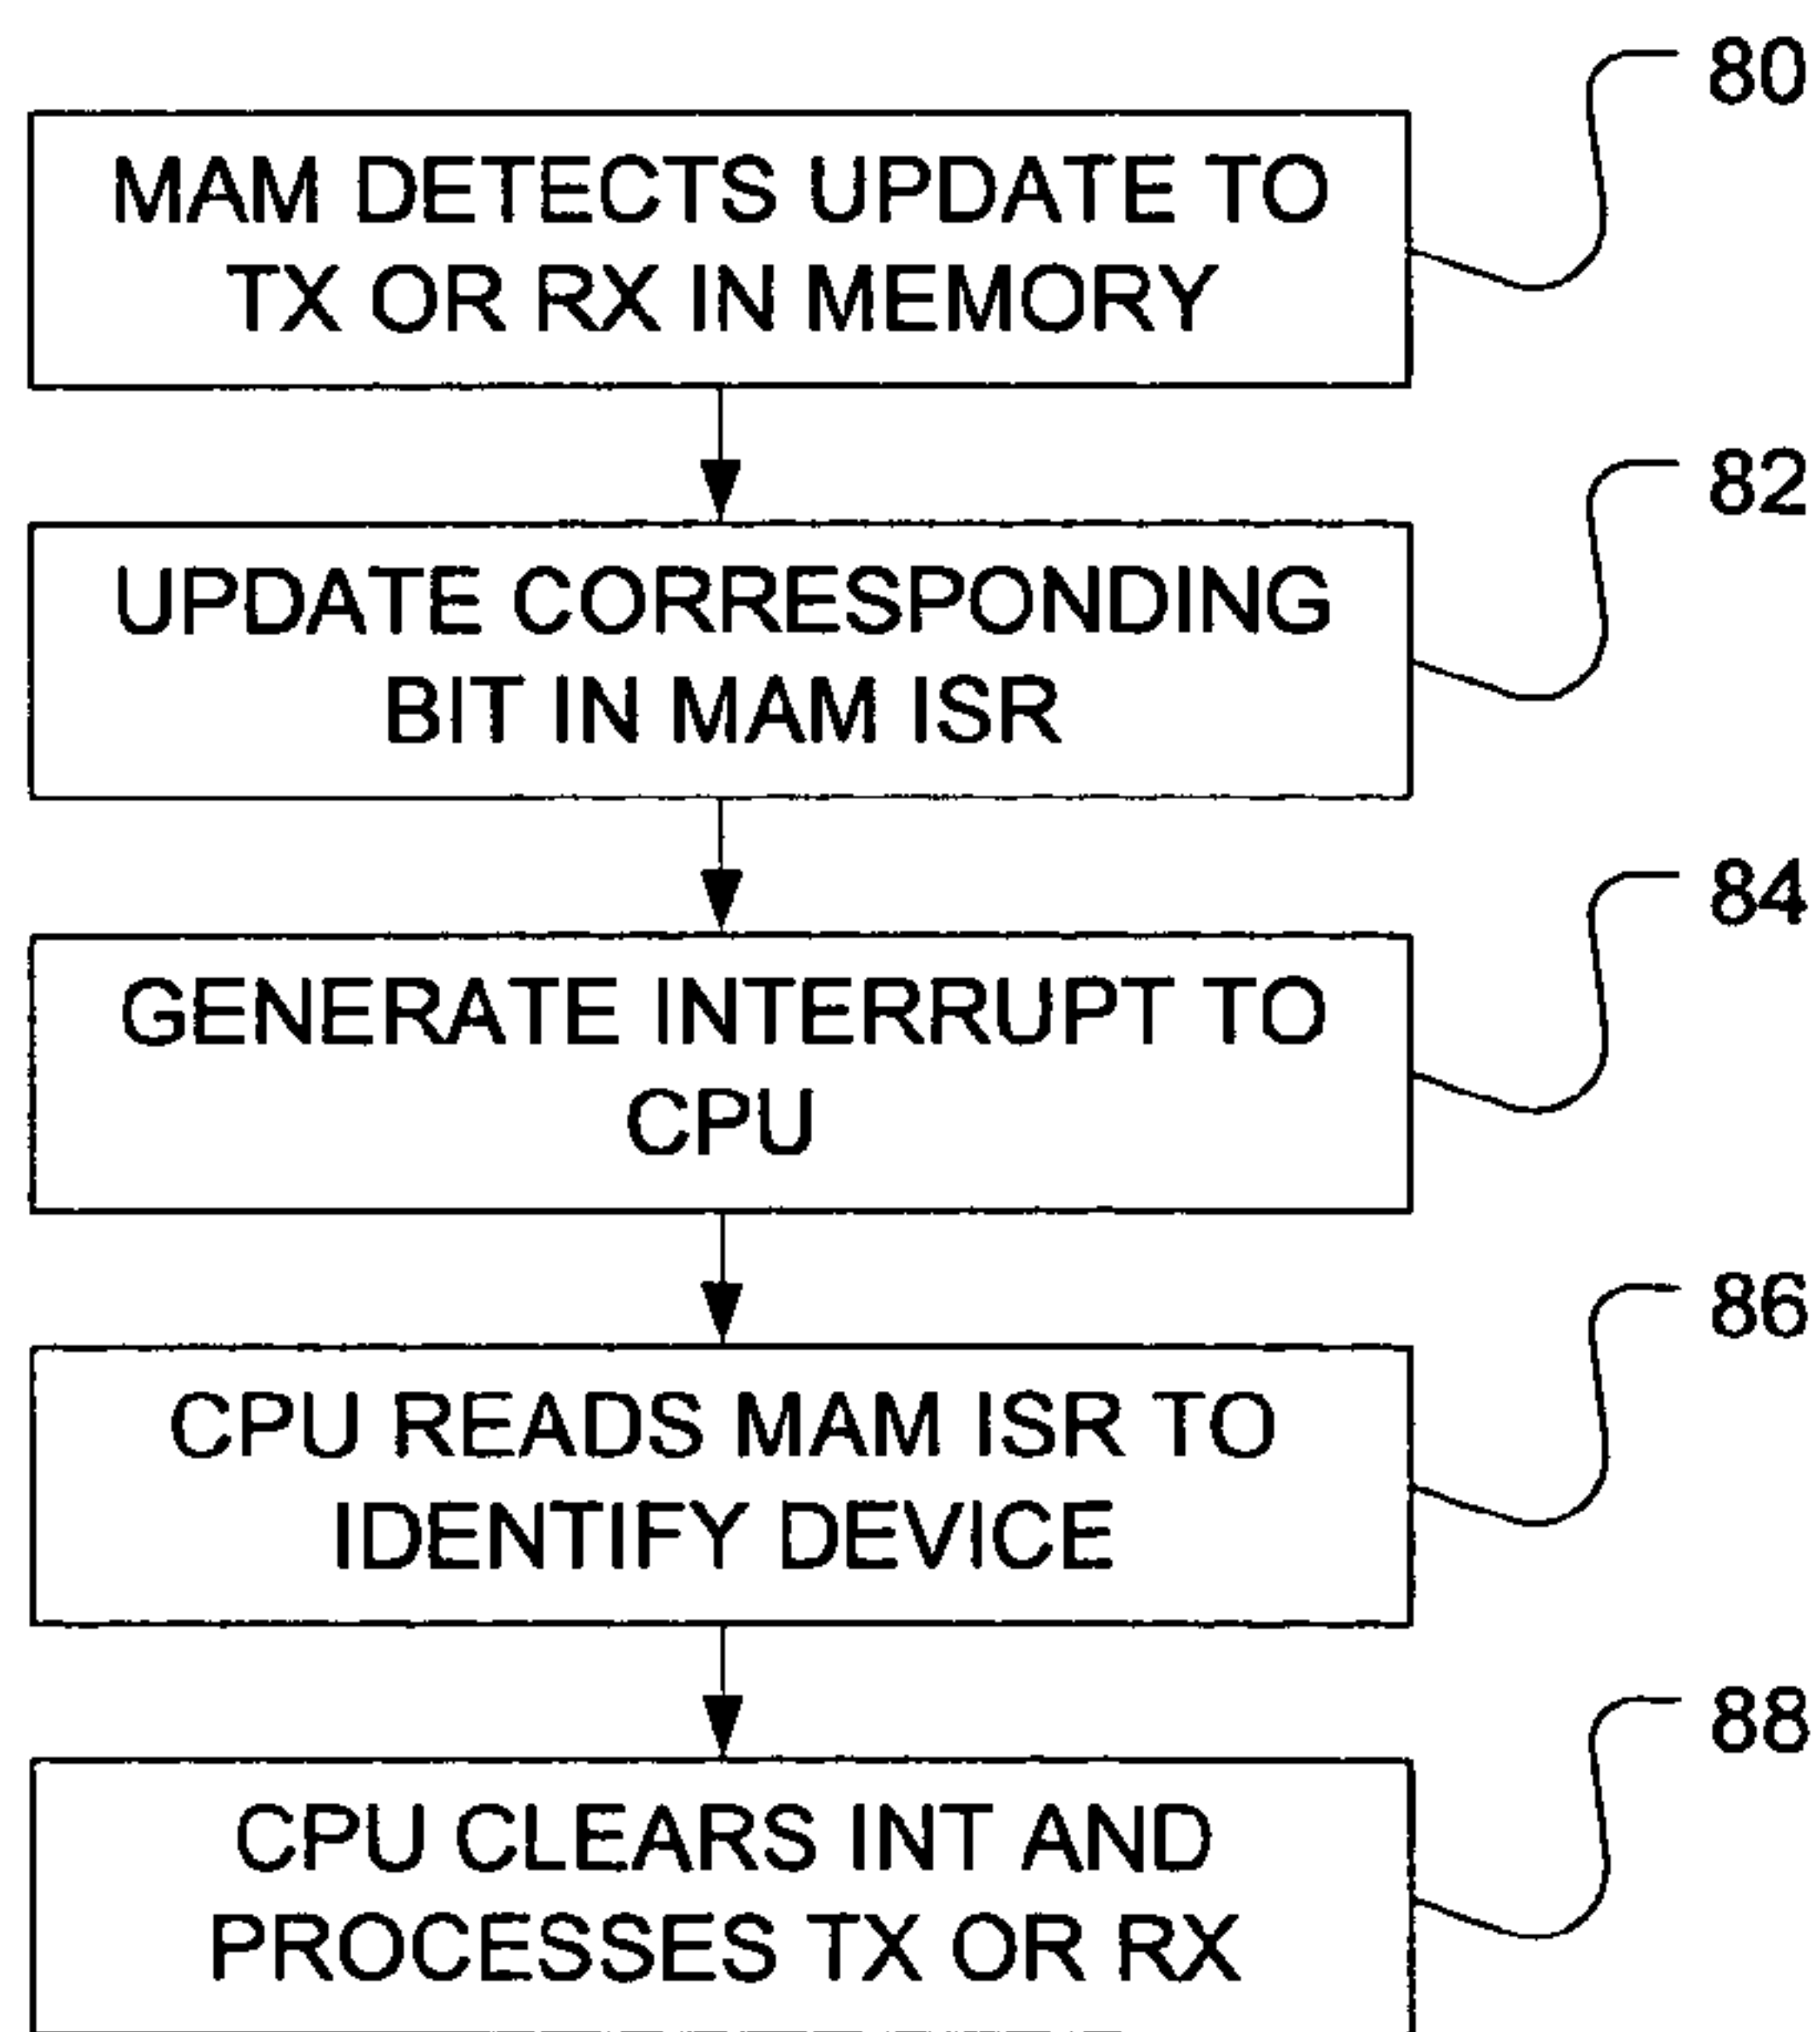 80
MAM DETECTS UPDATE TO
TX OR RX IN MEMORY
82
UPDATE CORRESPONDING
BIT IN MAM ISR
84
GENERATE INTERRUPT TO
CPU
86
CPU READS MAM ISR TO
IDENTIFY DEVICE
88
CPU CLEARS INT AND
PROCESSES TX OR RX